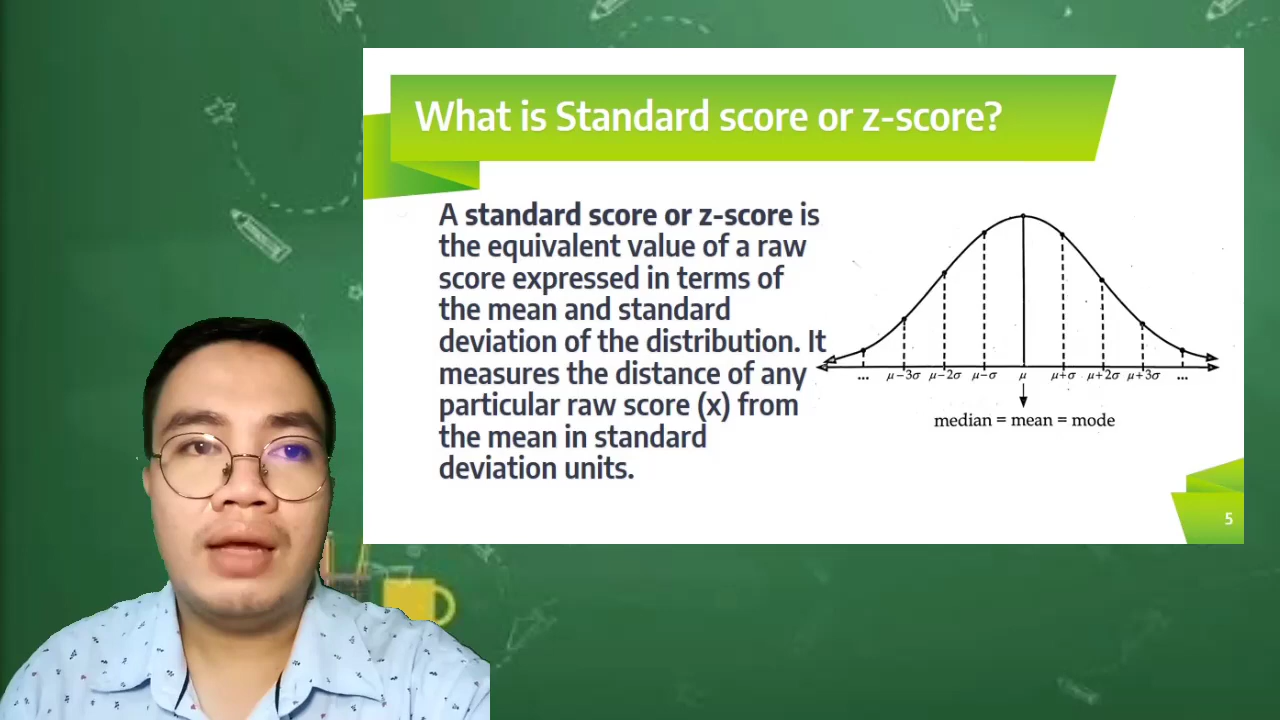 What is Standard score or z-score?
A standard score or z-score is
the equivalent value of a raw
score expressed in terms of
the mean and standard
deviation of the distribution. It
measures the distance of any
particular raw score (x) from
the mean in standard
deviation units.
... μ−3σ μ−2σ μ−σ μ μ+σ μ+2σ μ+3σ ...
median = mean = mode
5